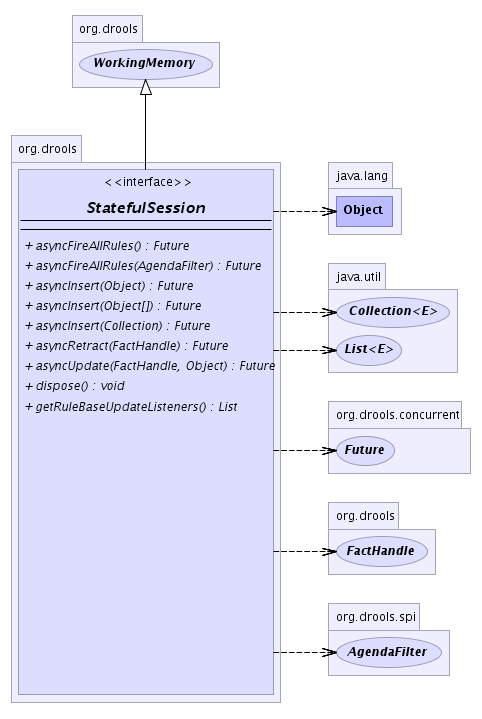 org.drools
WorkingMemory
org.drools
<<interface>>
StatefulSession
+ asyncFireAllRules() : Future
+ asyncFireAllRules(AgendaFilter) : Future
+ asyncInsert(Object) : Future
+ asyncInsert(Object[]) : Future
+ asyncInsert(Collection) : Future
+ asyncRetract(FactHandle) : Future
+ asyncUpdate(FactHandle, Object) : Future
+ dispose() : void
+ getRuleBaseUpdateListeners() : List
java.lang
Object
java.util
Collection<E>
List<E>
org.drools.concurrent
Future
org.drools
FactHandle
org.drools.spi
AgendaFilter